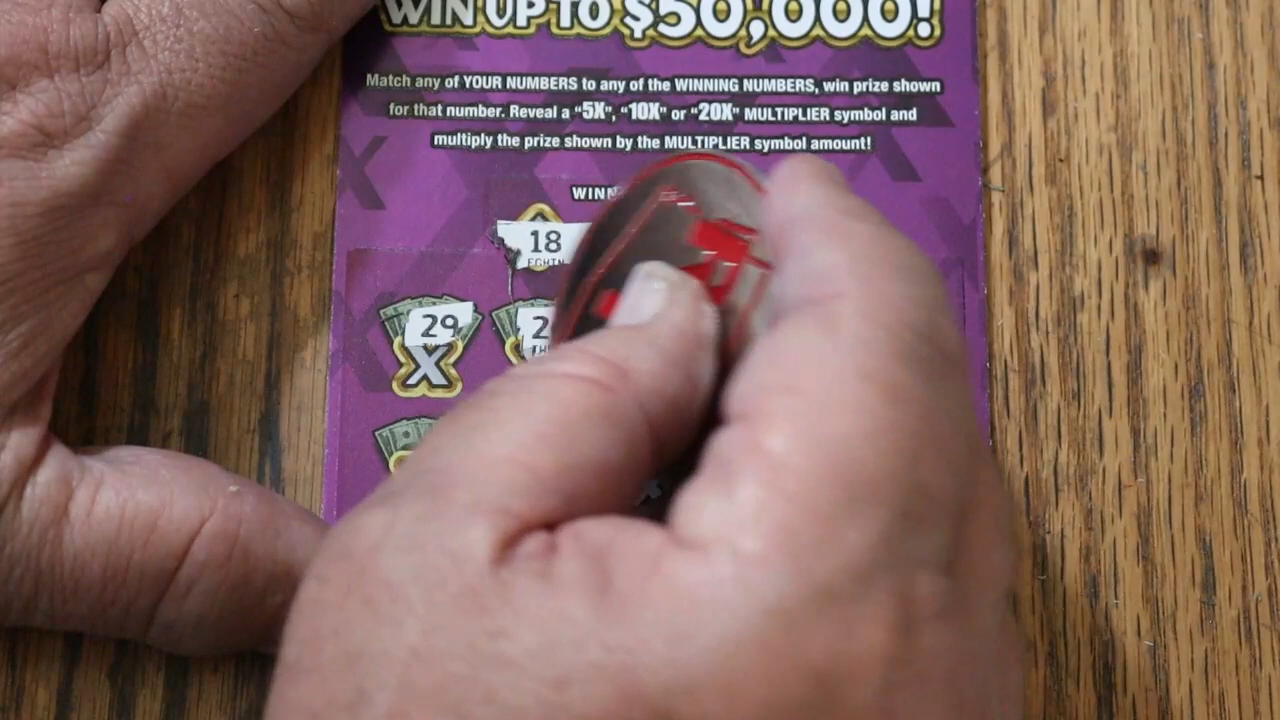 WIN UP TO $50,000!
Match any of YOUR NUMBERS to any of the WINNING NUMBERS, win prize shown
for that number. Reveal a "5X", "10X" or "20X" MULTIPLIER symbol and
multiply the prize shown by the MULTIPLIER symbol amount!
18
29
X